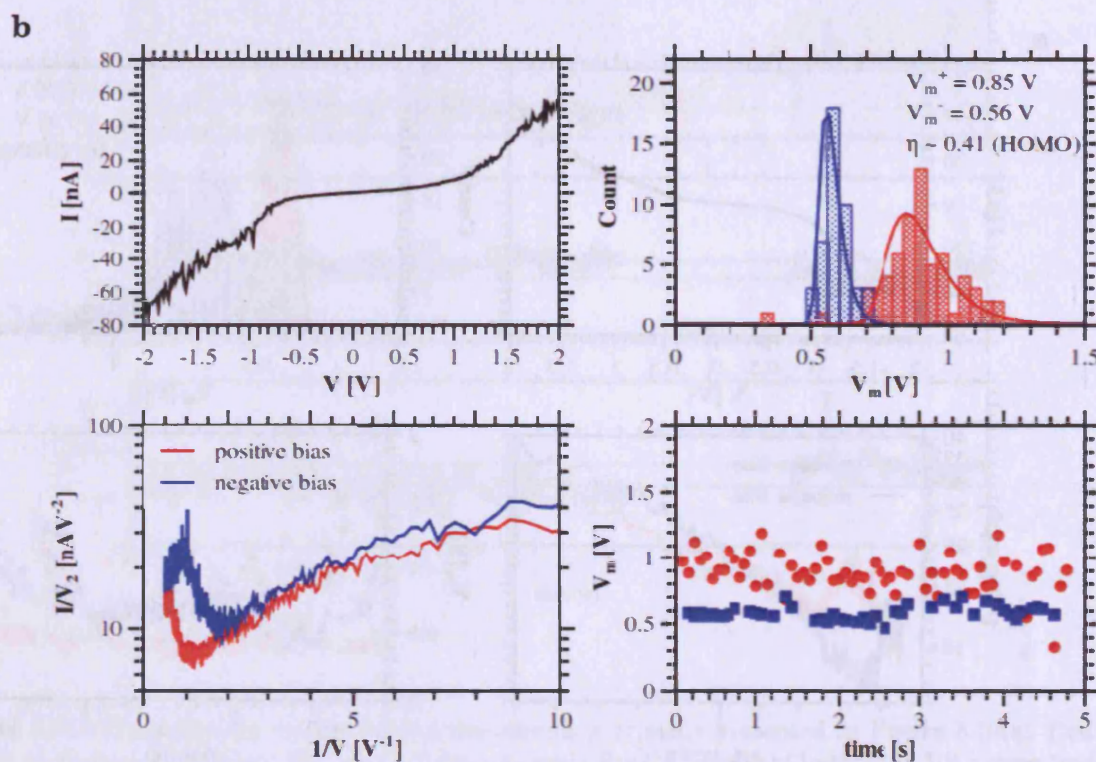 b
80
60
40
20
0
-20
-40
-60
-80
I [nA]
-2 -1.5 -1 -0.5 0 0.5 1 1.5 2
V [V]
20
15
10
5
0
Count
V_m^+ = 0.85 V
V_m^- = 0.56 V
η ~ 0.41 (HOMO)
0 0.5 1 1.5
V_m [V]
100
10
I/V_2 [nAV^-2]
positive bias
negative bias
0 5 10
1/V [V^-1]
2
1.5
1
0.5
0
V_m [V]
0 1 2 3 4 5
time [s]